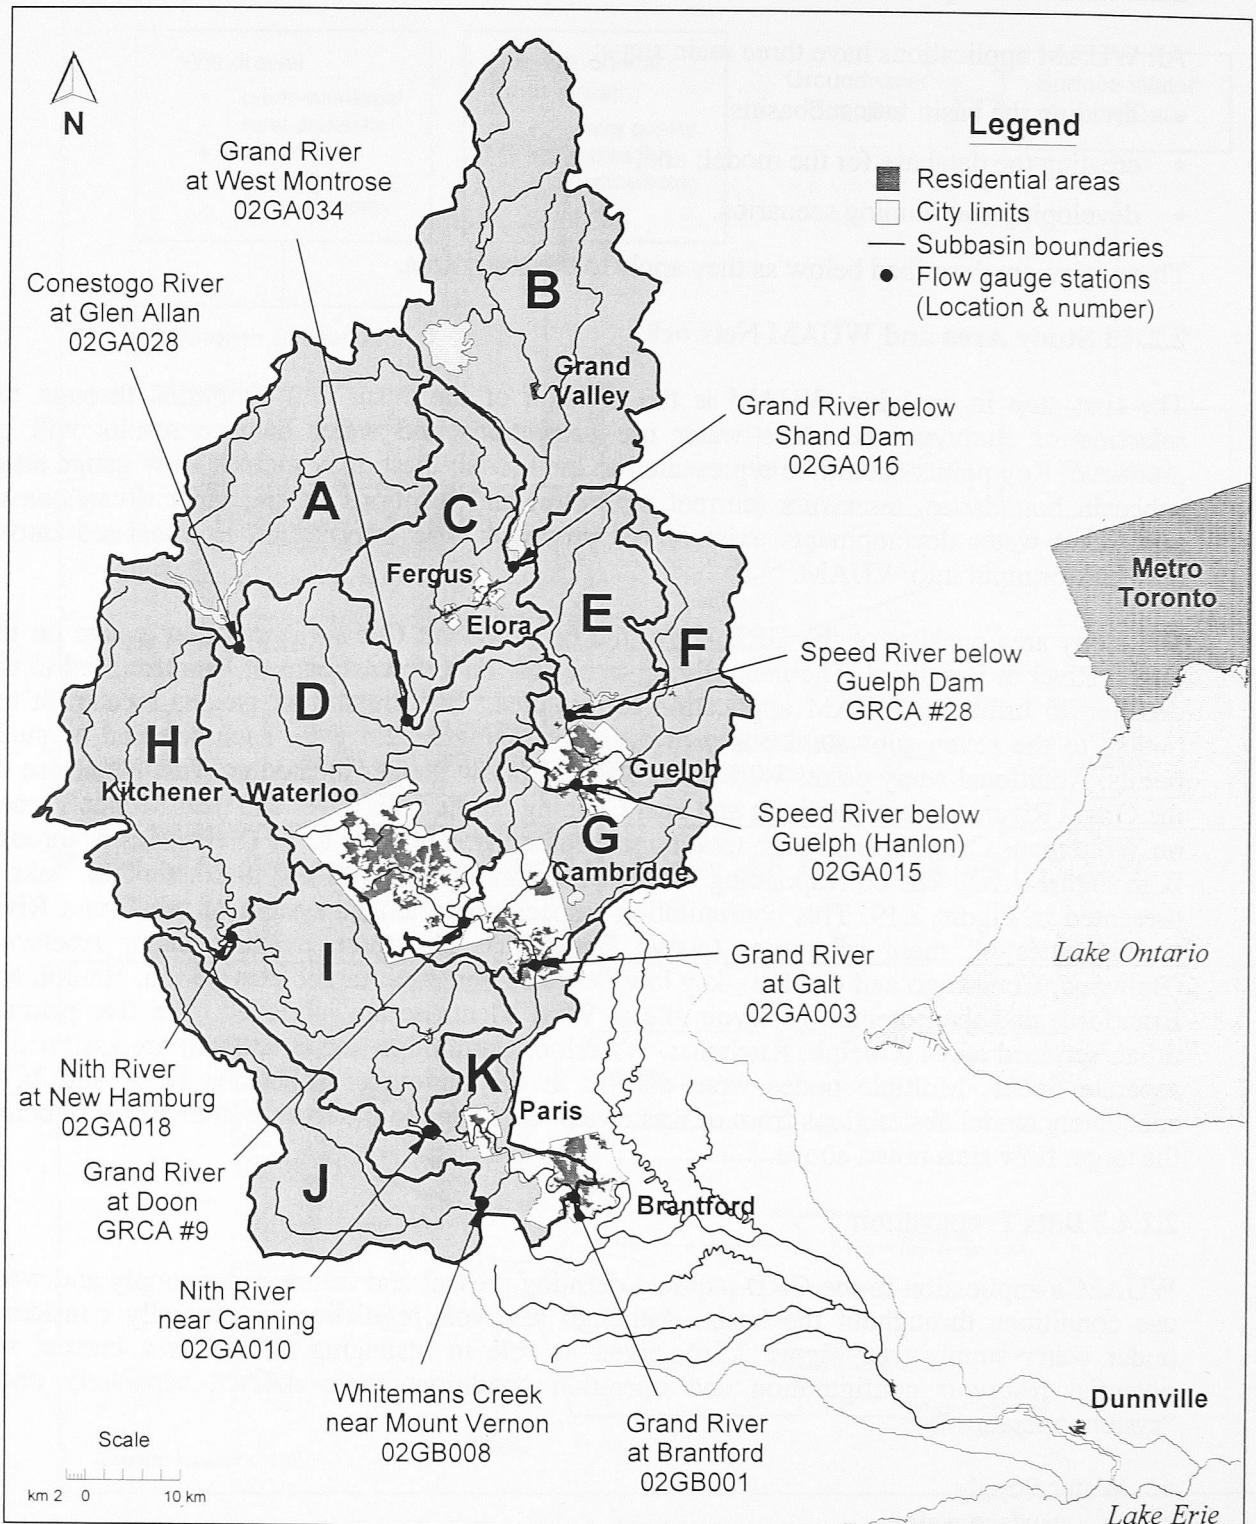 N
Legend
Residential areas
City limits
Subbasin boundaries
Flow gauge stations
(Location & number)
Grand River
at West Montrose
02GA034
Conestogo River
at Glen Allan
02GA028
B
Grand
Valley
Grand River below
Shand Dam
02GA016
A
C
Fergus
Elora
E
F
Metro
Toronto
Speed River below
Guelph Dam
GRCA #28
D
H
Kitchener - Waterloo
Guelph
G
Cambridge
Speed River below
Guelph (Hanlon)
02GA015
Lake Ontario
I
Grand River
at Galt
02GA003
Nith River
at New Hamburg
02GA018
K
Paris
Grand River
at Doon
GRCA #9
J
Brantford
Nith River
near Canning
02GA010
Whitemans Creek
near Mount Vernon
02GB008
Grand River
at Brantford
02GB001
Dunnville
Scale
km 2 0 10 km
Lake Erie